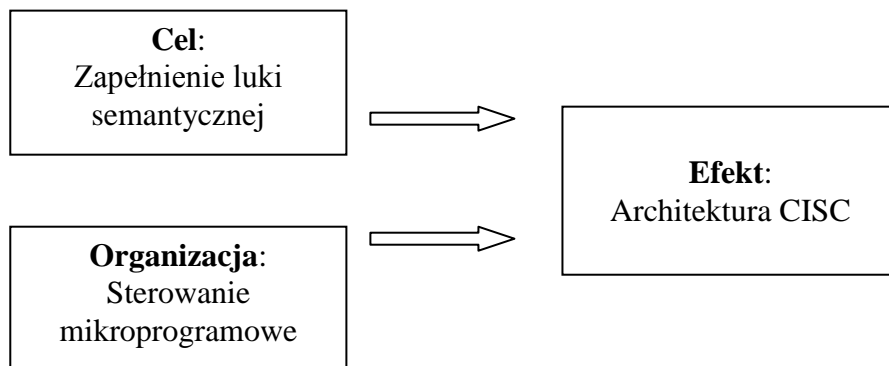 Cel:
Zapełnienie luki
semantycznej
Efekt:
Architektura CISC
Organizacja:
Sterowanie
mikroprogramowe